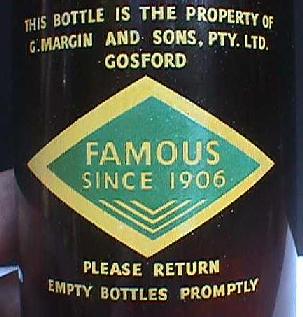 THIS BOTTLE IS THE PROPERTY OF
G. MARGIN AND SONS, PTY. LTD.
GOSFORD
FAMOUS
SINCE 1906
PLEASE RETURN
EMPTY BOTTLES PROMPTLY